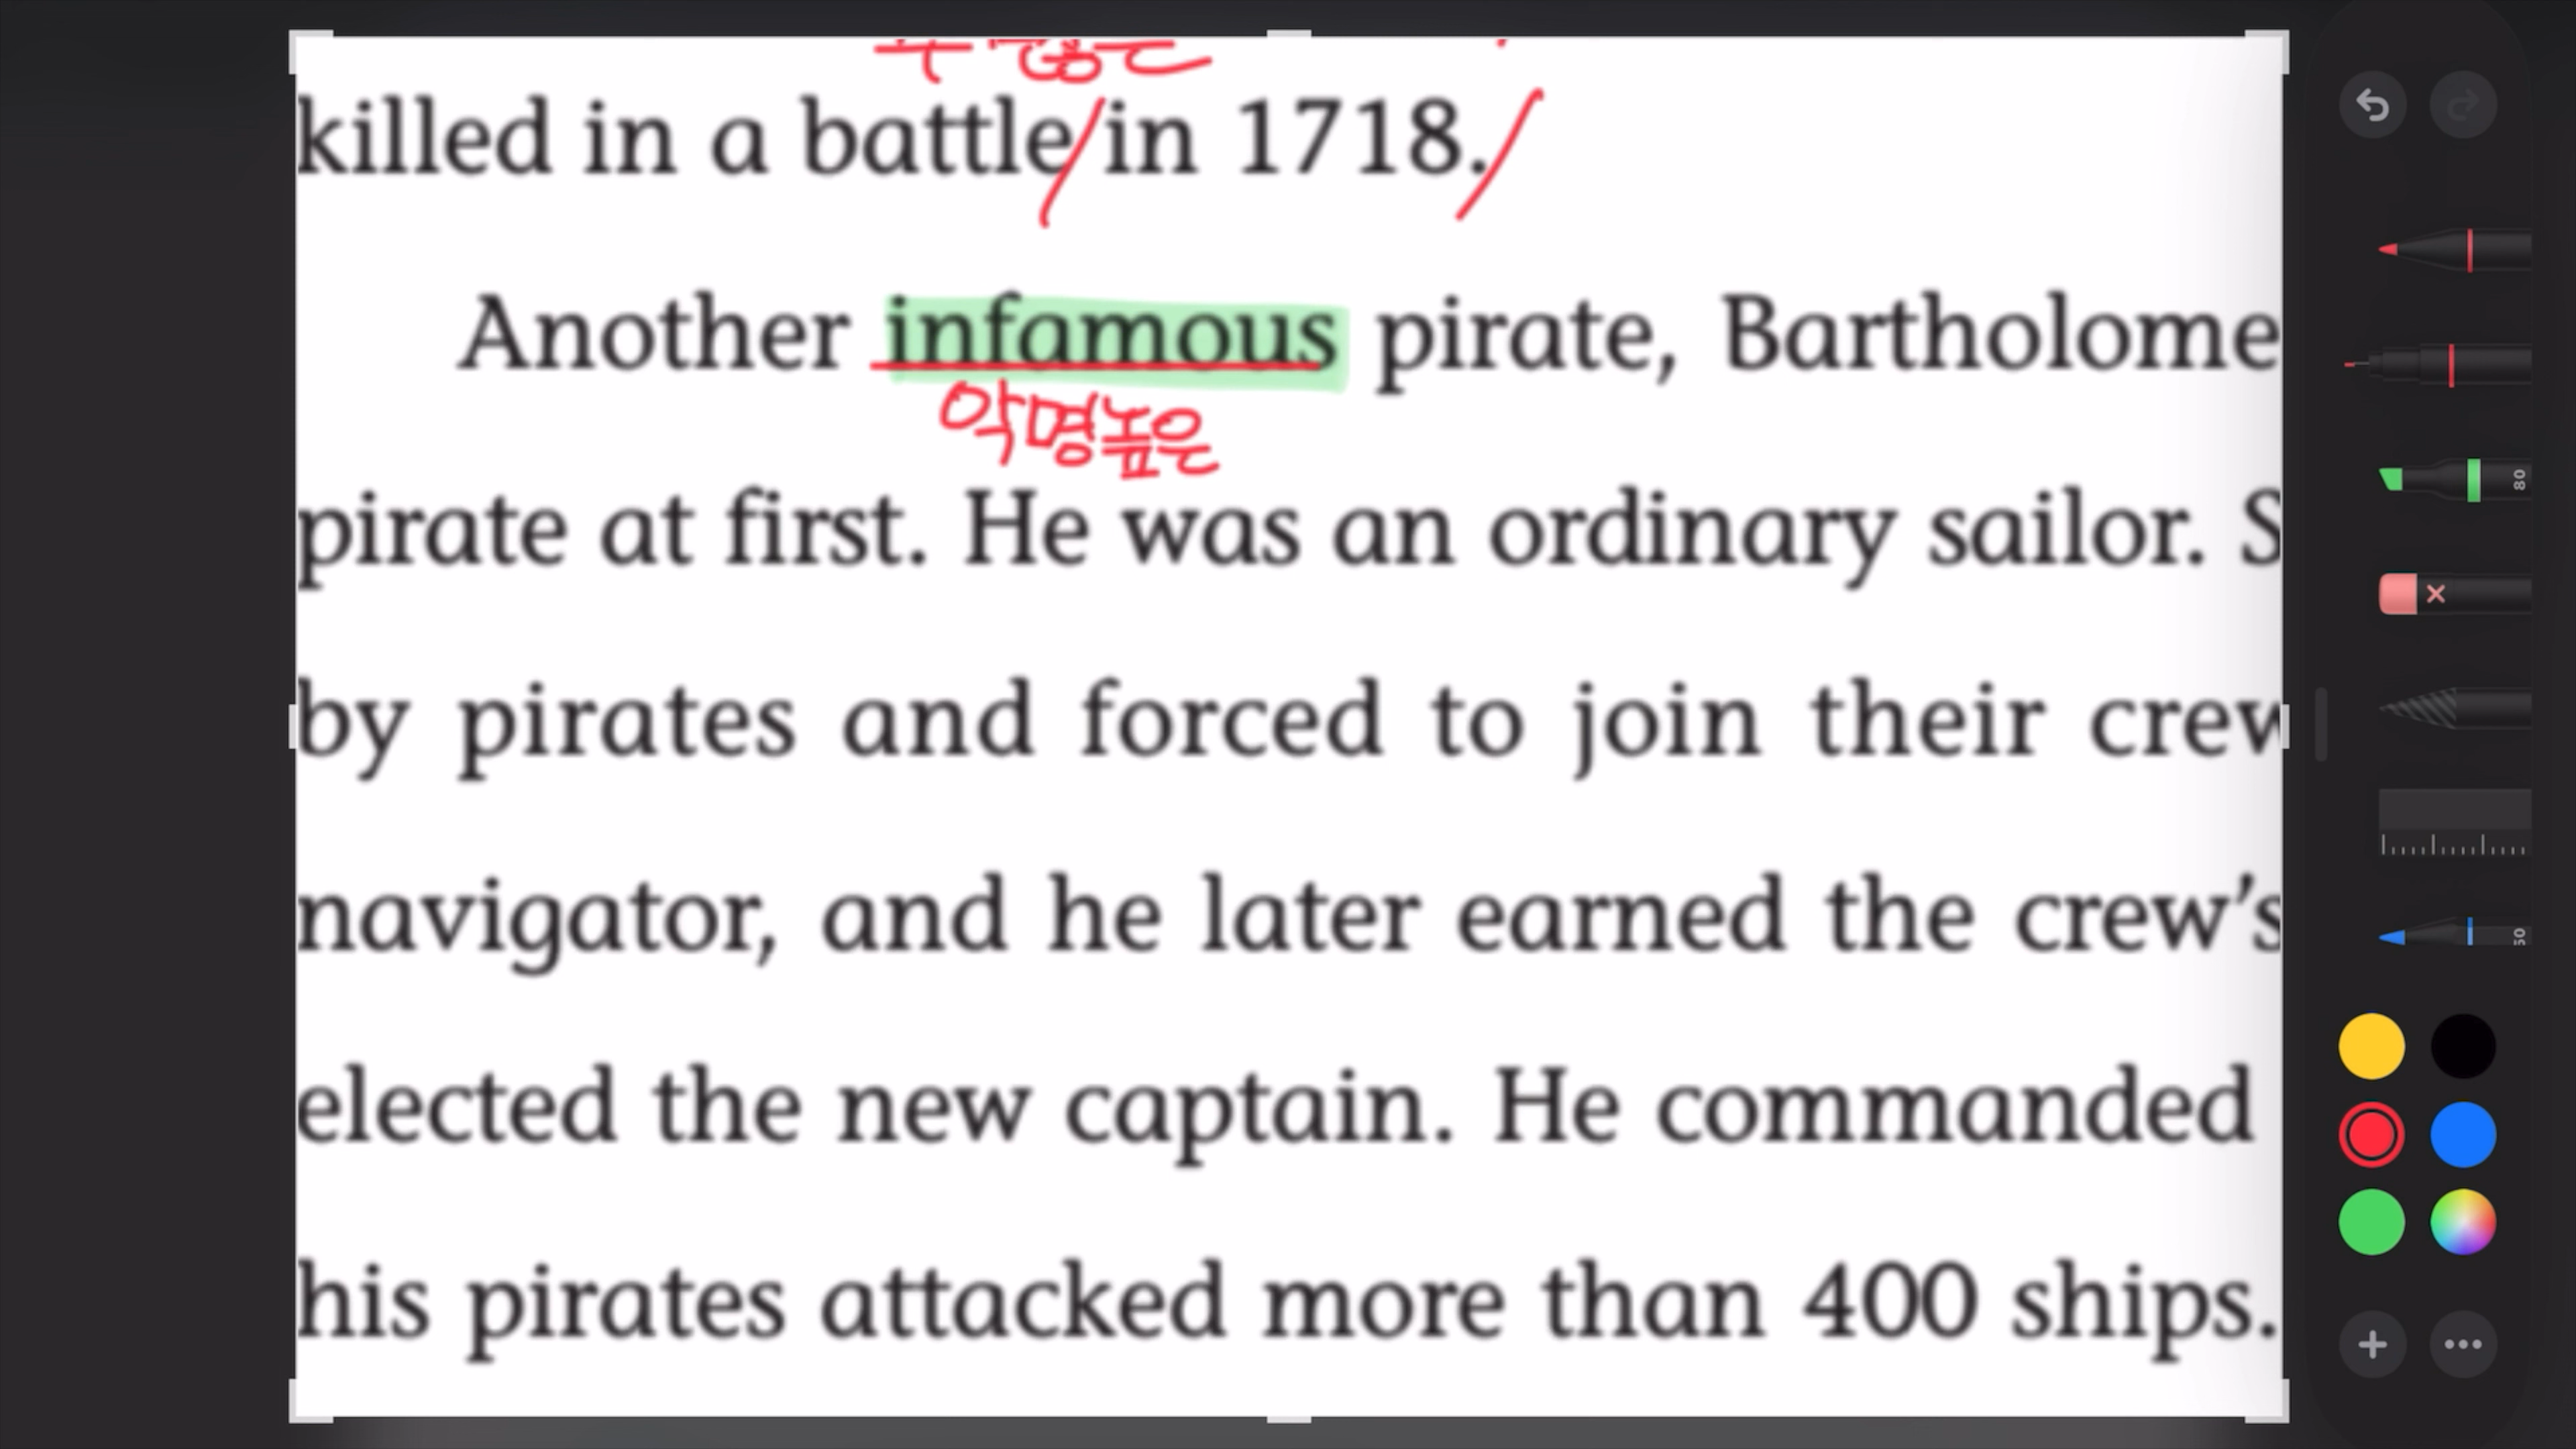 killed in a battle/in 1718./
Another infamous pirate, Bartholome
악명높은
pirate at first. He was an ordinary sailor. S
by pirates and forced to join their crew
navigator, and he later earned the crew's
elected the new captain. He commanded
his pirates attacked more than 400 ships.
80
50